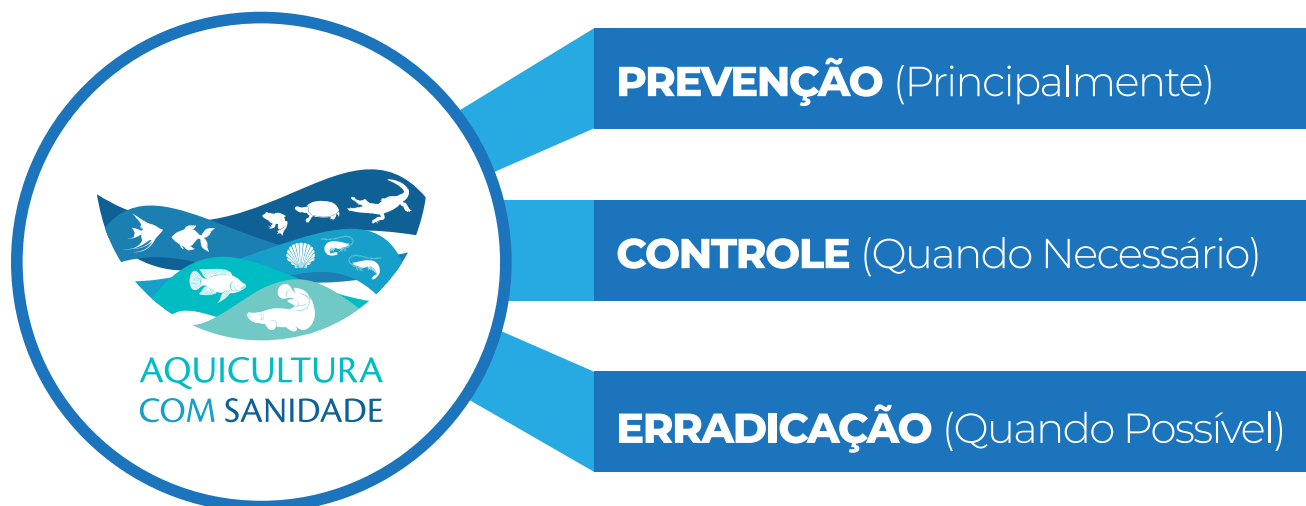 PREVENÇÃO (Principalmente)
CONTROLE (Quando Necessário)
AQUICULTURA
COM SANIDADE
ERRADICAÇÃO (Quando Possível)